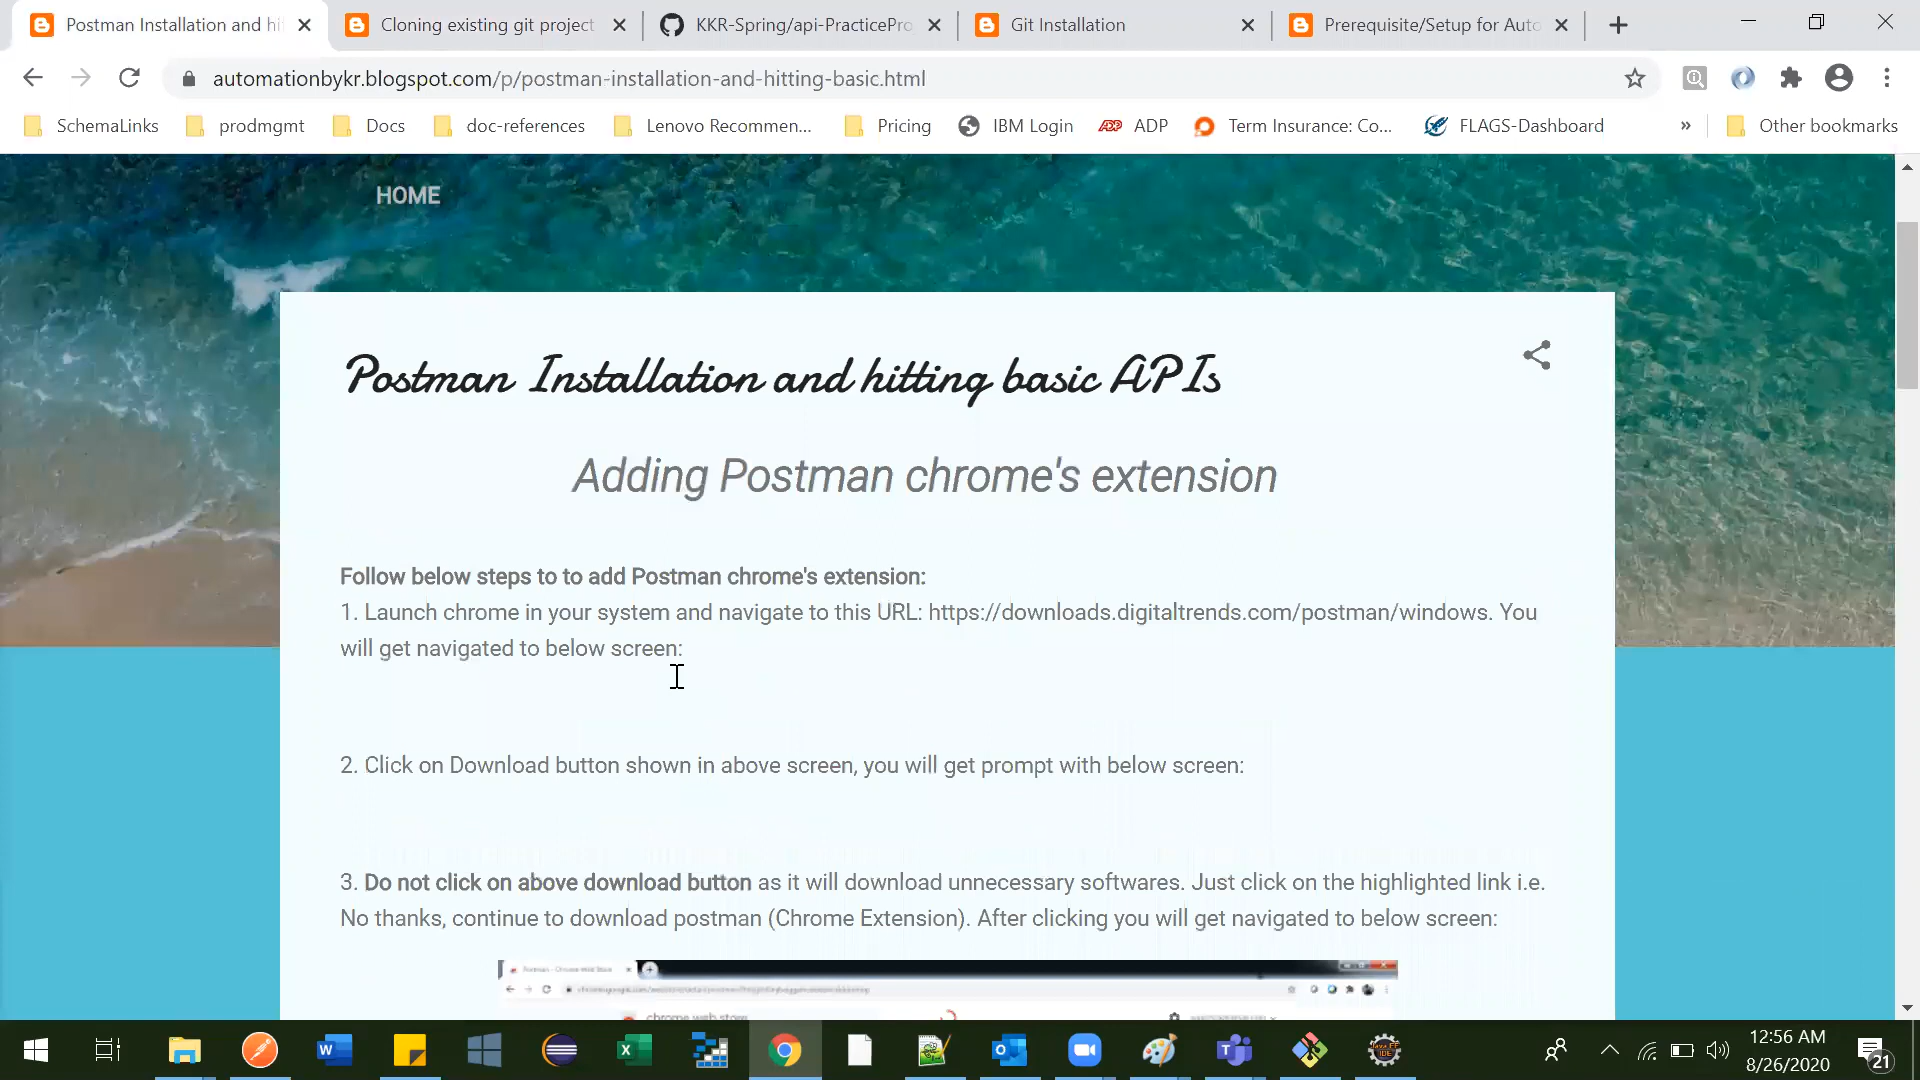 Postman Installation and hi
Cloning existing git project
KKR-Spring/api-PracticePro
Git Installation
Prerequisite/Setup for Auto
automationbykr.blogspot.com/p/postman-installation-and-hitting-basic.html
SchemaLinks
prodmgmt
Docs
doc-references
Lenovo Recommen...
Pricing
IBM Login
ADP
Term Insurance: Co...
FLAGS-Dashboard
»
Other bookmarks
HOME
Postman Installation and hitting basic APIs
Adding Postman chrome's extension
Follow below steps to to add Postman chrome's extension:
1. Launch chrome in your system and navigate to this URL: https://downloads.digitaltrends.com/postman/windows. You
will get navigated to below screen:
2. Click on Download button shown in above screen, you will get prompt with below screen:
3. Do not click on above download button as it will download unnecessary softwares. Just click on the highlighted link i.e.
No thanks, continue to download postman (Chrome Extension). After clicking you will get navigated to below screen:
Postman - Chrome Web Store
chrome web store
12:56 AM
8/26/2020
21